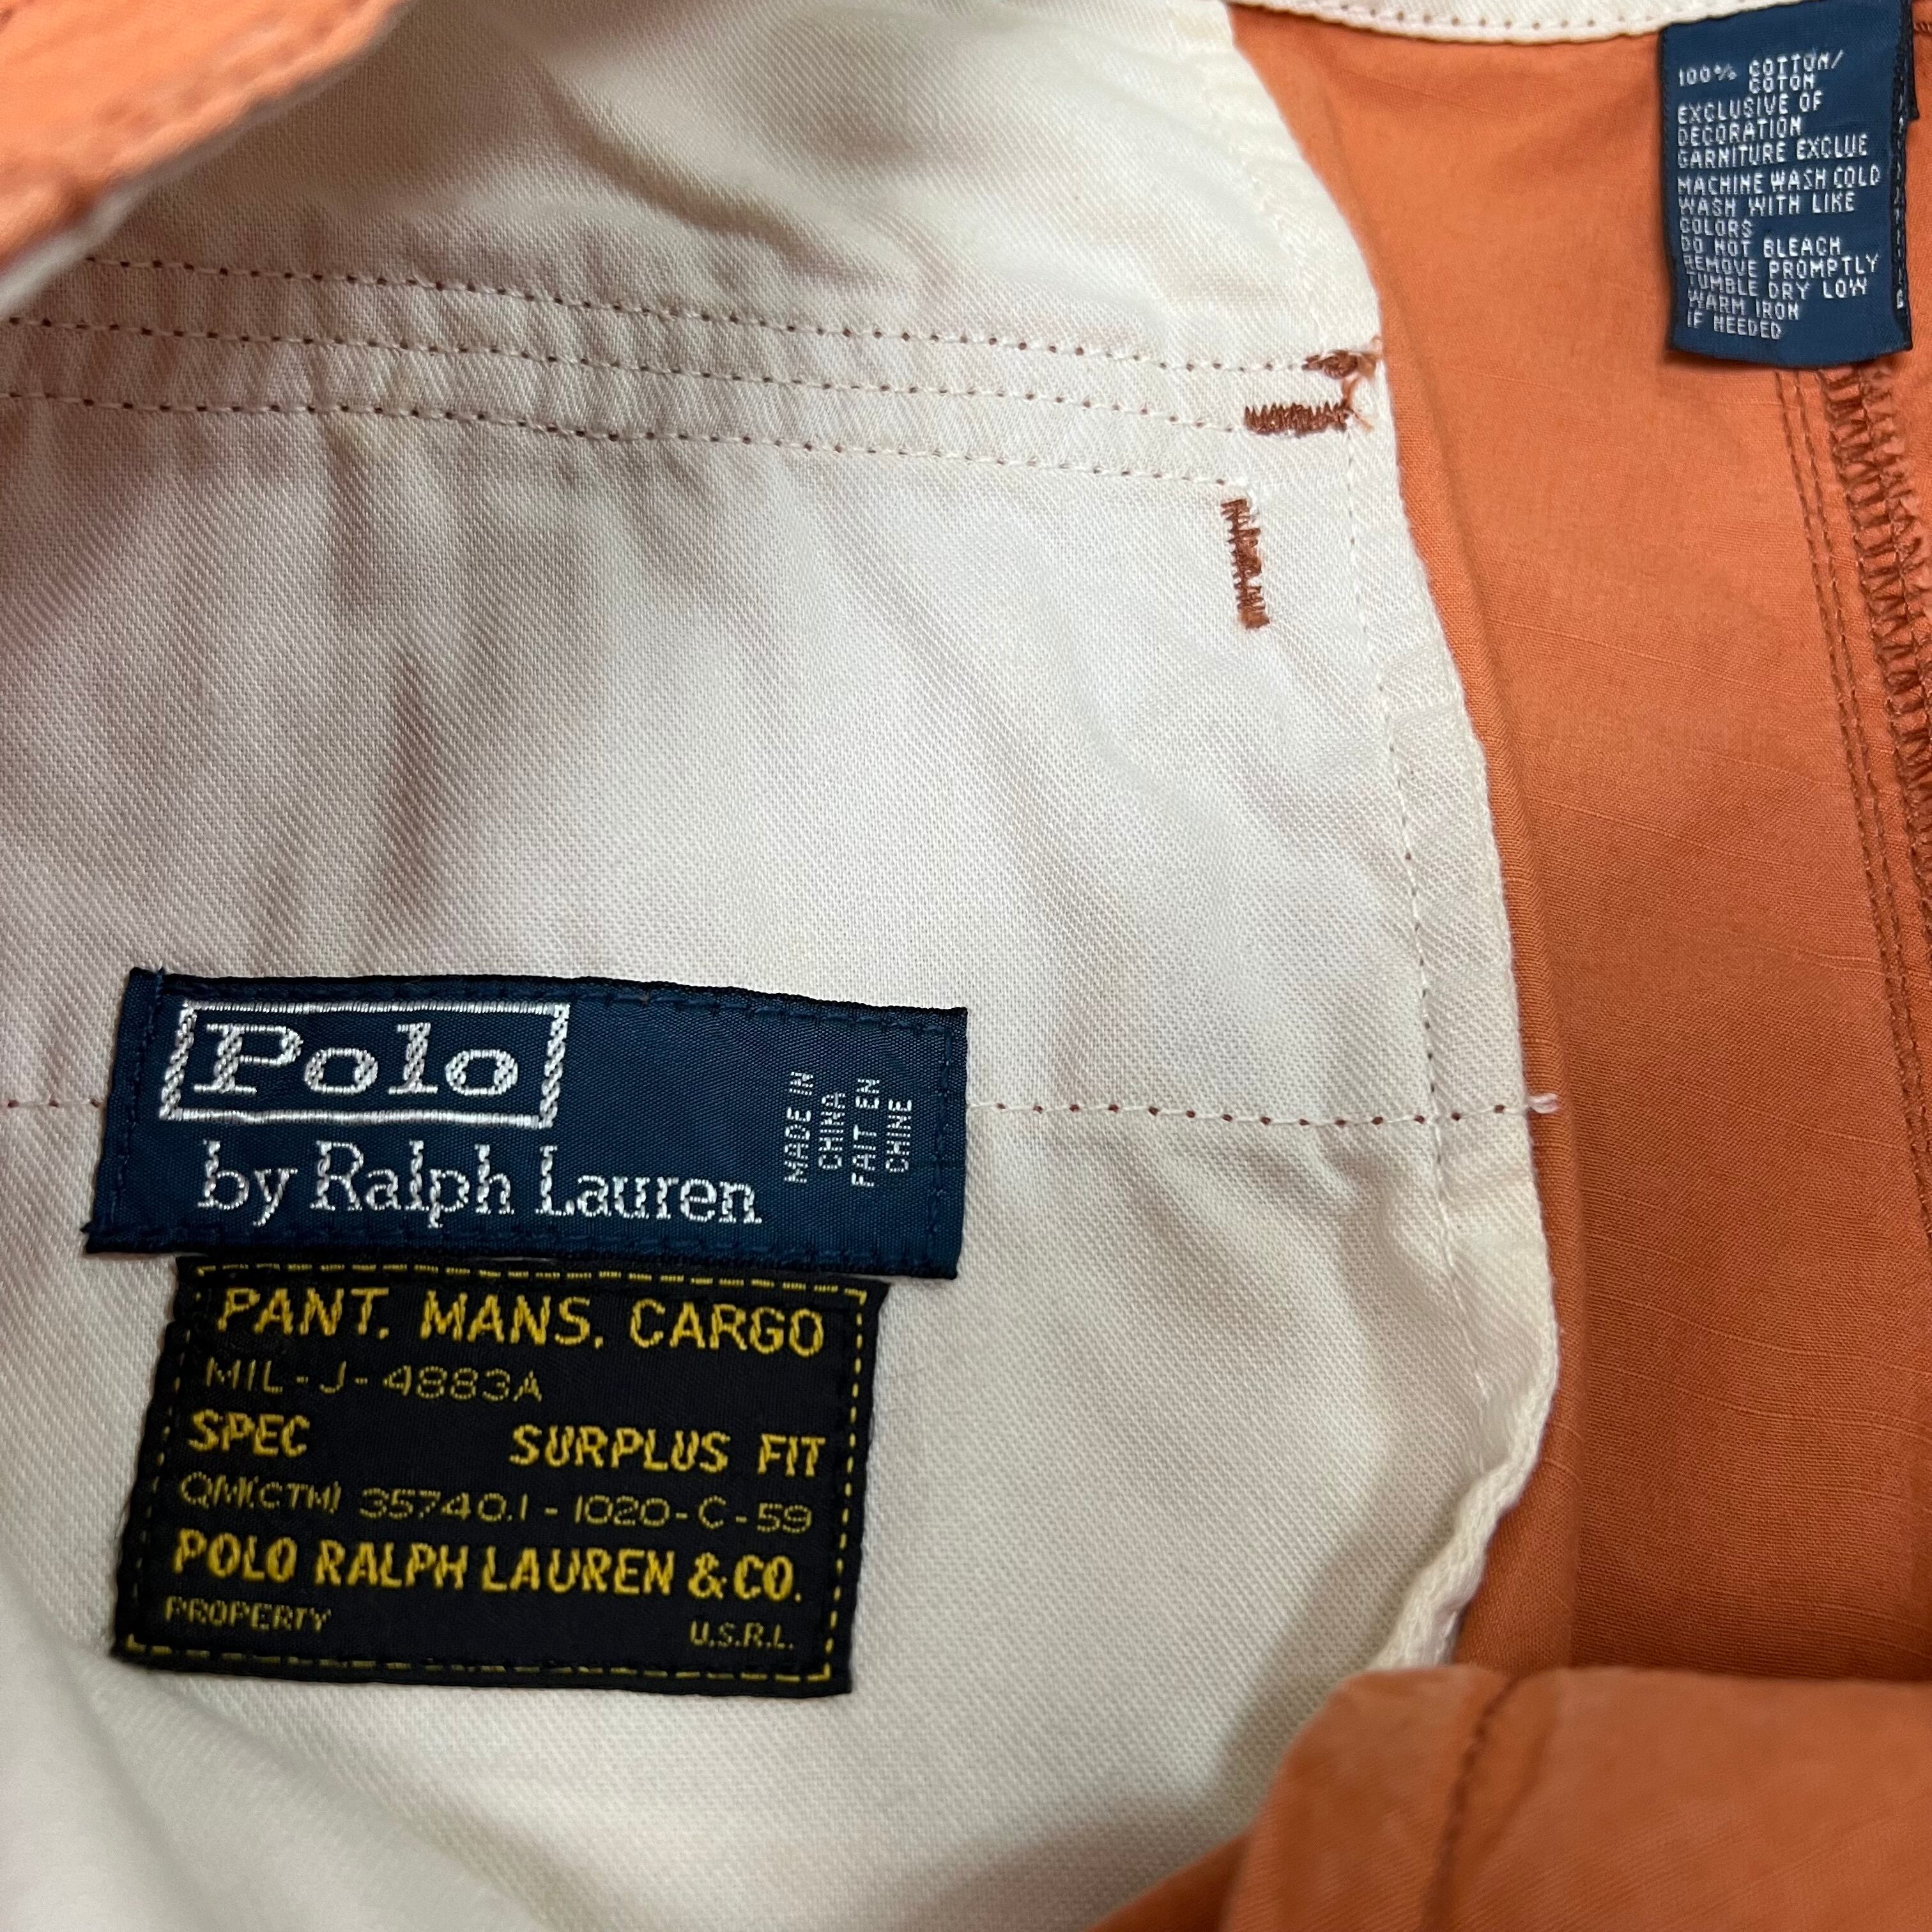 100% COTTON/
COTON
EXCLUSIVE OF
DECORATION
GARNITURE EXCLUE
MACHINE WASH COLD
WASH WITH LIKE
COLORS
DO NOT BLEACH
REMOVE PROMPTLY
TUMBLE DRY LOW
WARM IRON
IF NEEDED
Polo
by Ralph Lauren
MADE IN
CHINA
FAIT EN
CHINE
PANT, MANS, CARGO
MIL-J-4883A
SPEC SURPLUS FIT
QM(CTM) 35740.1-1020-C-59
POLO RALPH LAUREN & CO.
PROPERTY U.S.R.L.